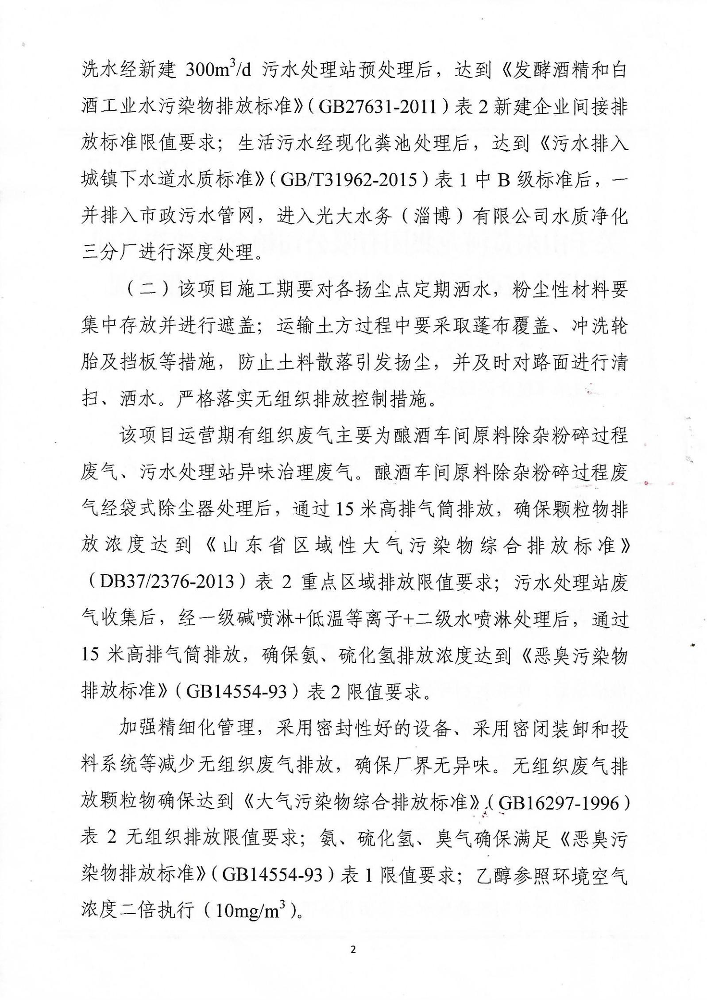 洗水经新建 300m³/d 污水处理站预处理后，达到《发酵酒精和白
酒工业水污染物排放标准》（GB27631-2011）表 2 新建企业间接排
放标准限值要求；生活污水经现化粪池处理后，达到《污水排入
城镇下水道水质标准》（GB/T31962-2015）表 1 中 B 级标准后，一
并排入市政污水管网，进入光大水务（淄博）有限公司水质净化
三分厂进行深度处理。
（二）该项目施工期要对各扬尘点定期洒水，粉尘性材料要
集中存放并进行遮盖；运输土方过程中要采取蓬布覆盖、冲洗轮
胎及挡板等措施，防止土料散落引发扬尘，并及时对路面进行清
扫、洒水。严格落实无组织排放控制措施。
该项目运营期有组织废气主要为酿酒车间原料除杂粉碎过程
废气、污水处理站异味治理废气。酿酒车间原料除杂粉碎过程废
气经袋式除尘器处理后，通过 15 米高排气筒排放，确保颗粒物排
放浓度达到《山东省区域性大气污染物综合排放标准》
（DB37/2376-2013）表 2 重点区域排放限值要求；污水处理站废
气收集后，经一级碱喷淋+低温等离子+二级水喷淋处理后，通过
15 米高排气筒排放，确保氨、硫化氢排放浓度达到《恶臭污染物
排放标准》（GB14554-93）表 2 限值要求。
加强精细化管理，采用密封性好的设备、采用密闭装卸和投
料系统等减少无组织废气排放，确保厂界无异味。无组织废气排
放颗粒物确保达到《大气污染物综合排放标准》（GB16297-1996）
表 2 无组织排放限值要求；氨、硫化氢、臭气确保满足《恶臭污
染物排放标准》（GB14554-93）表 1 限值要求；乙醇参照环境空气
浓度二倍执行（10mg/m³）。
2